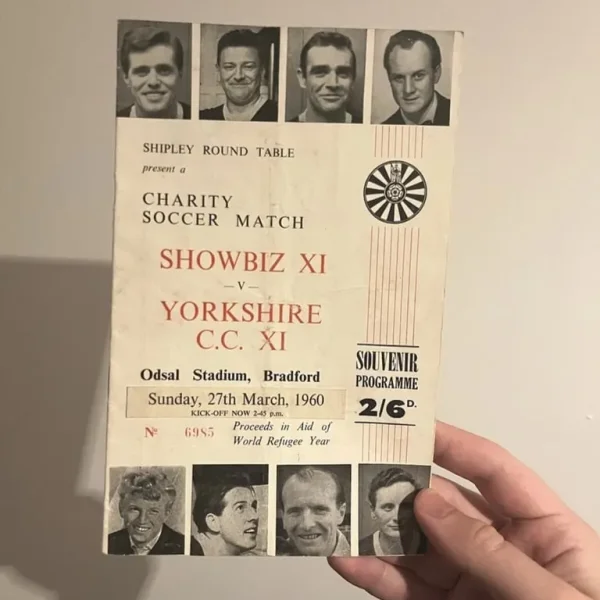 SHIPLEY ROUND TABLE
present a
CHARITY
SOCCER MATCH
SHOWBIZ XI
— V —
YORKSHIRE
C.C. XI
Odsal Stadium, Bradford
Sunday, 27th March, 1960
KICK-OFF NOW 2-45 p.m.
Nº 6985
Proceeds in Aid of
World Refugee Year
SOUVENIR
PROGRAMME
2/6D.